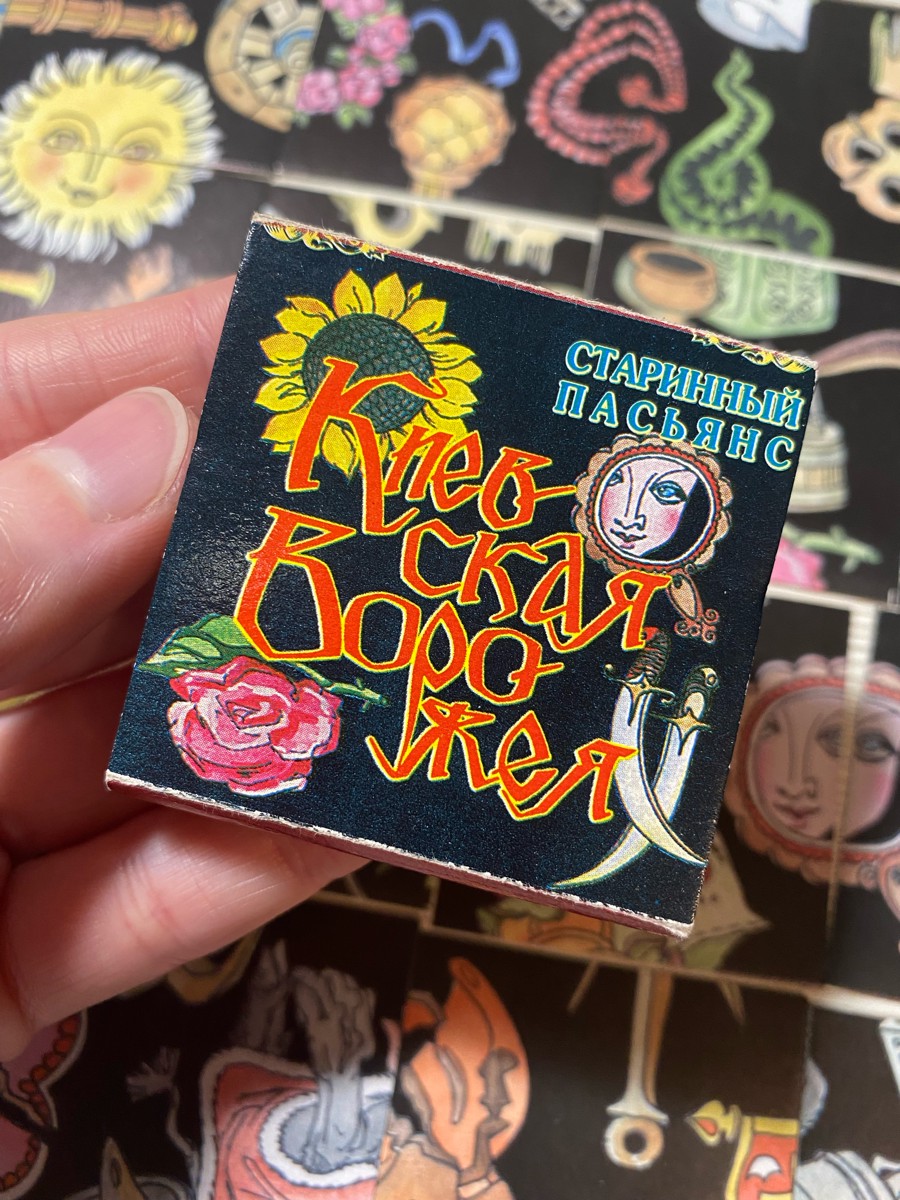 СТАРИННЫЙ
ПАСЬЯНС
Киев
ская
Воро
жея